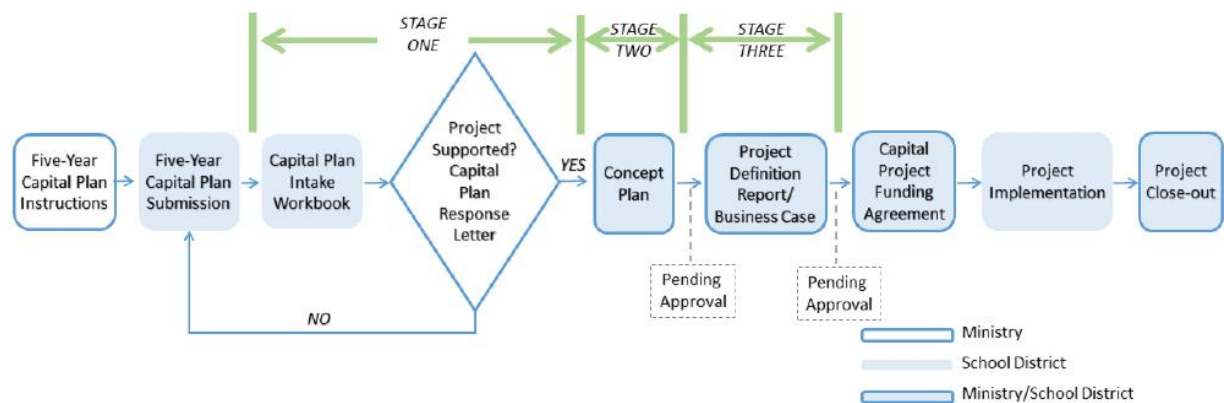 STAGE
ONE
STAGE
TWO
STAGE
THREE
Five-Year
Capital Plan
Instructions
Five-Year
Capital Plan
Submission
Capital Plan
Intake
Workbook
Project
Supported?
Capital
Plan
Response
Letter
YES
NO
Concept
Plan
Pending
Approval
Project
Definition
Report/
Business Case
Pending
Approval
Capital
Project
Funding
Agreement
Project
Implementation
Project
Close-out
Ministry
School District
Ministry/School District